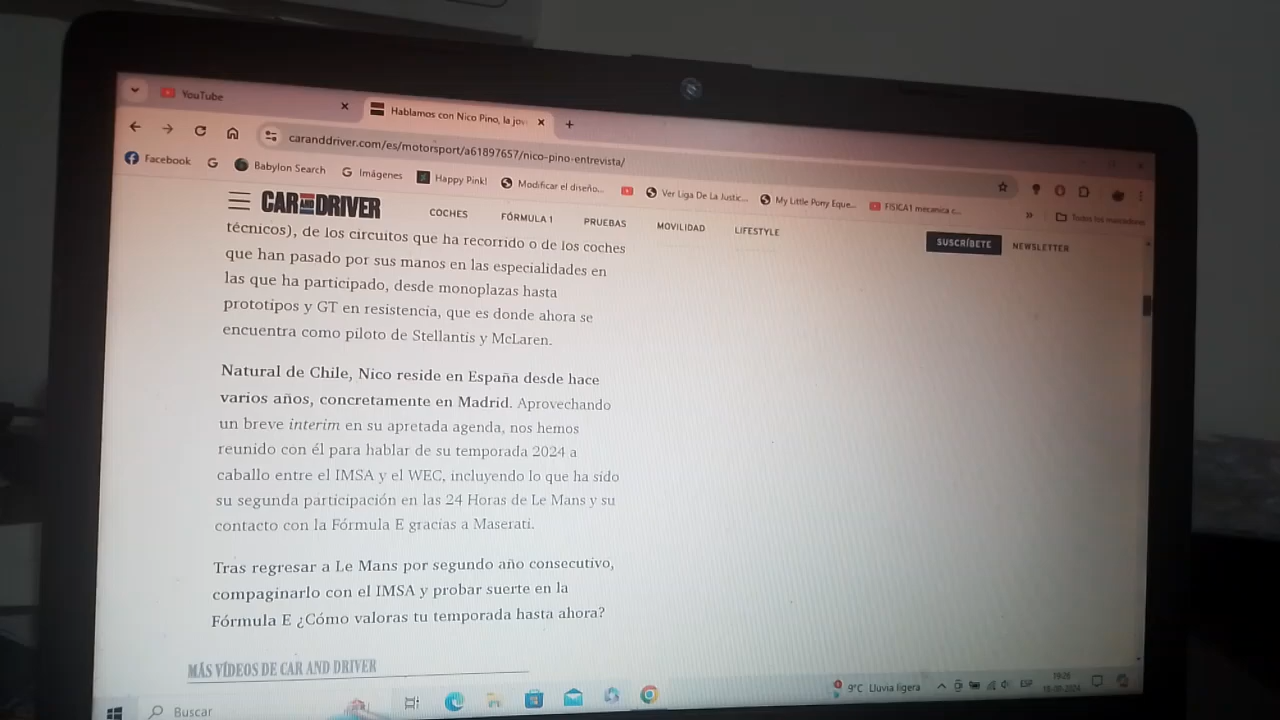 YouTube
Hablamos con Nico Pino, la jov
caranddriver.com/es/motorsport/a61897657/nico-pino-entrevista/
Facebook
Babylon Search
Imágenes
Happy Pink!
Modificar el diseño...
Ver Liga De La Justic...
My Little Pony Eque...
FISICA1 mecanica c...
Todos los marcadores
CAR AND DRIVER
COCHES
FÓRMULA 1
PRUEBAS
MOVILIDAD
LIFESTYLE
SUSCRÍBETE
NEWSLETTER
técnicos), de los circuitos que ha recorrido o de los coches
que han pasado por sus manos en las especialidades en
las que ha participado, desde monoplazas hasta
prototipos y GT en resistencia, que es donde ahora se
encuentra como piloto de Stellantis y McLaren.
Natural de Chile, Nico reside en España desde hace
varios años, concretamente en Madrid. Aprovechando
un breve interim en su apretada agenda, nos hemos
reunido con él para hablar de su temporada 2024 a
caballo entre el IMSA y el WEC, incluyendo lo que ha sido
su segunda participación en las 24 Horas de Le Mans y su
contacto con la Fórmula E gracias a Maserati.
Tras regresar a Le Mans por segundo año consecutivo,
compaginarlo con el IMSA y probar suerte en la
Fórmula E ¿Cómo valoras tu temporada hasta ahora?
MÁS VÍDEOS DE CAR AND DRIVER
Buscar
9°C Lluvia ligera
ESP